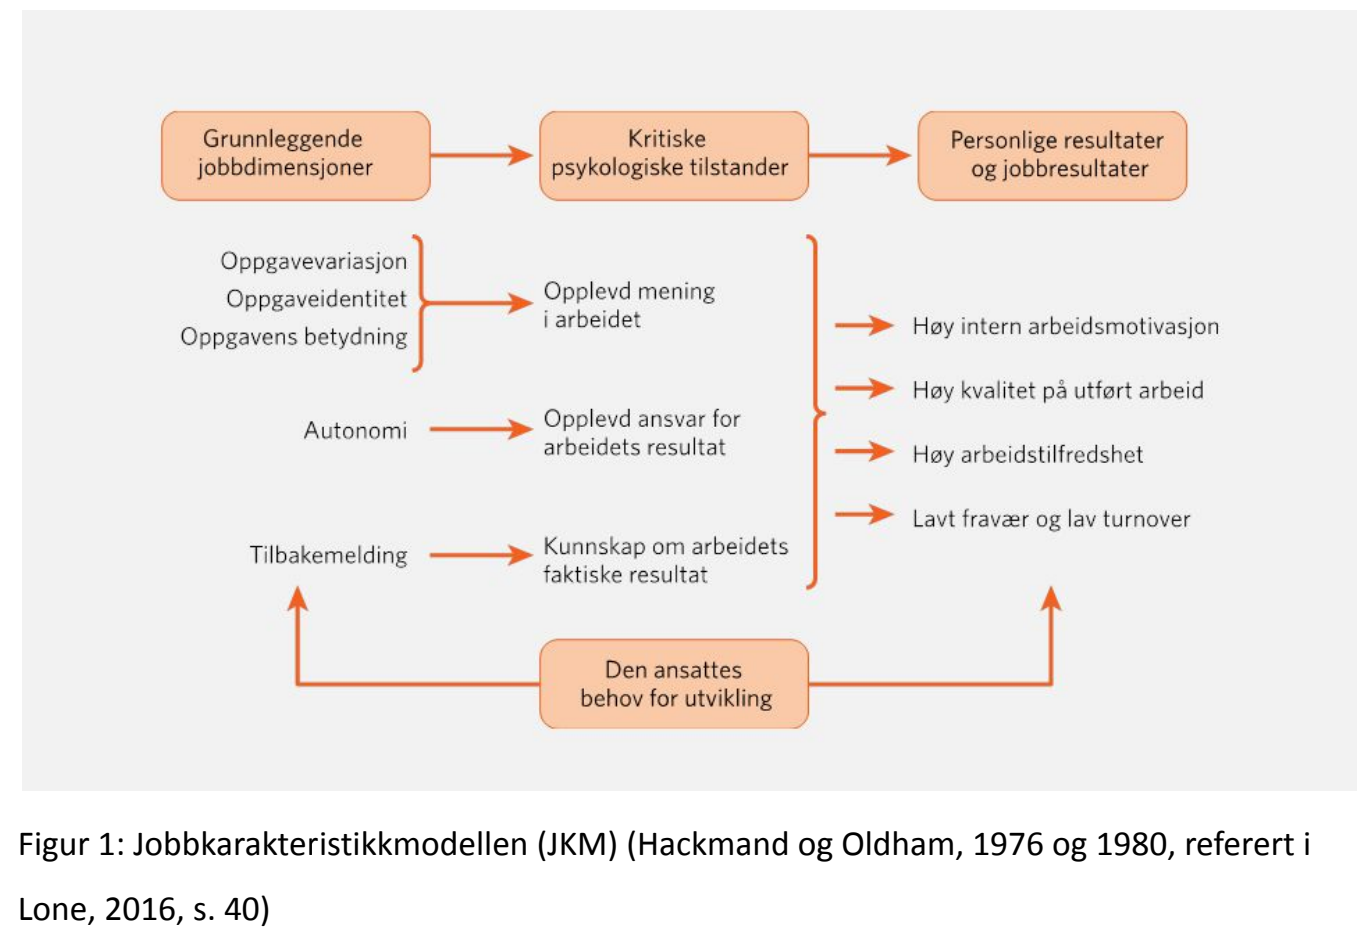 Grunnleggende
jobbdimensjoner
Kritiske
psykologiske tilstander
Personlige resultater
og jobbresultater
Oppgavevariasjon
Oppgaveidentitet
Oppgavens betydning
Opplevd mening
i arbeidet
Autonomi
Opplevd ansvar for
arbeidets resultat
Tilbakemelding
Kunnskap om arbeidets
faktiske resultat
Høy intern arbeidsmotivasjon
Høy kvalitet på utført arbeid
Høy arbeidstilfredshet
Lavt fravær og lav turnover
Den ansattes
behov for utvikling
Figur 1: Jobbkarakteristikkmodellen (JKM) (Hackmand og Oldham, 1976 og 1980, referert i
Lone, 2016, s. 40)